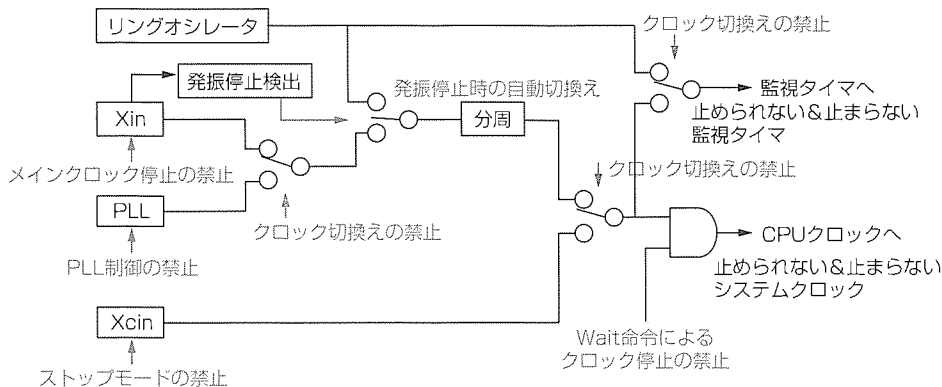 リングオシレータ
クロック切換えの禁止
発振停止検出
発振停止時の自動切換え
監視タイマへ
止められない&止まらない
監視タイマ
Xin
分周
メインクロック停止の禁止
クロック切換えの禁止
PLL
クロック切換えの禁止
CPUクロックへ
PLL制御の禁止
止められない&止まらない
システムクロック
Xcin
Wait命令による
クロック停止の禁止
ストップモードの禁止